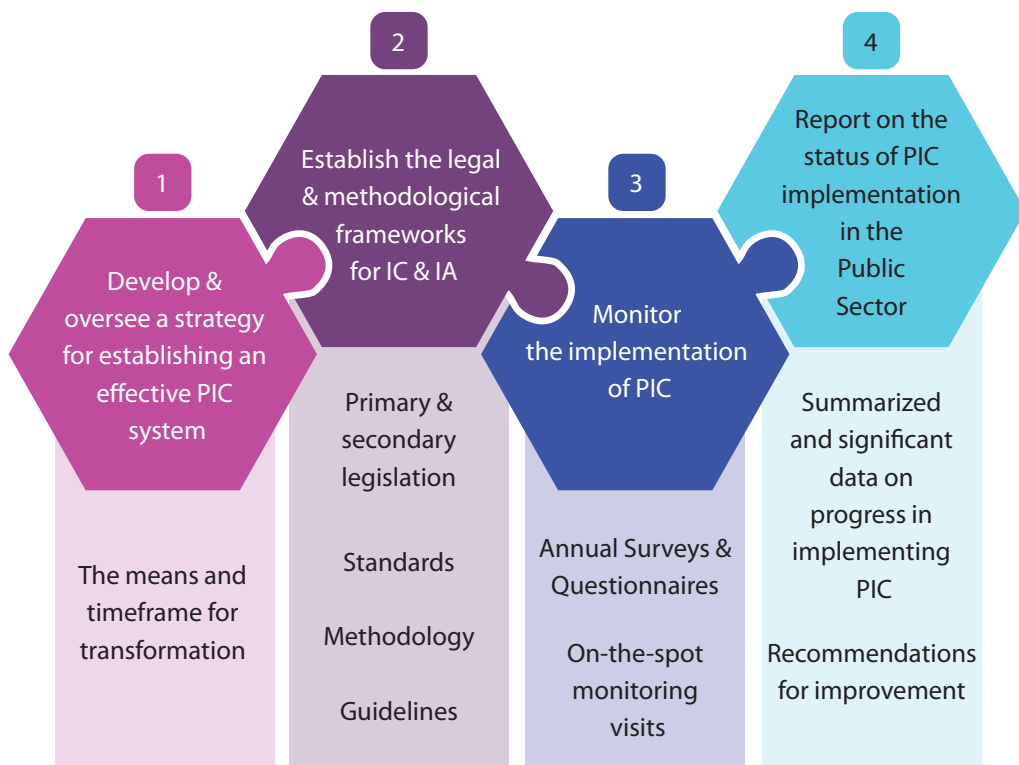 1
Develop &
oversee a strategy
for establishing an
effective PIC
system
The means and
timeframe for
transformation
2
Establish the legal
& methodological
frameworks
for IC & IA
Primary &
secondary
legislation
Standards
Methodology
Guidelines
3
Monitor
the implementation
of PIC
Annual Surveys &
Questionnaires
On-the-spot
monitoring
visits
4
Report on the
status of PIC
implementation
in the
Public
Sector
Summarized
and significant
data on
progress in
implementing
PIC
Recommendations
for improvement